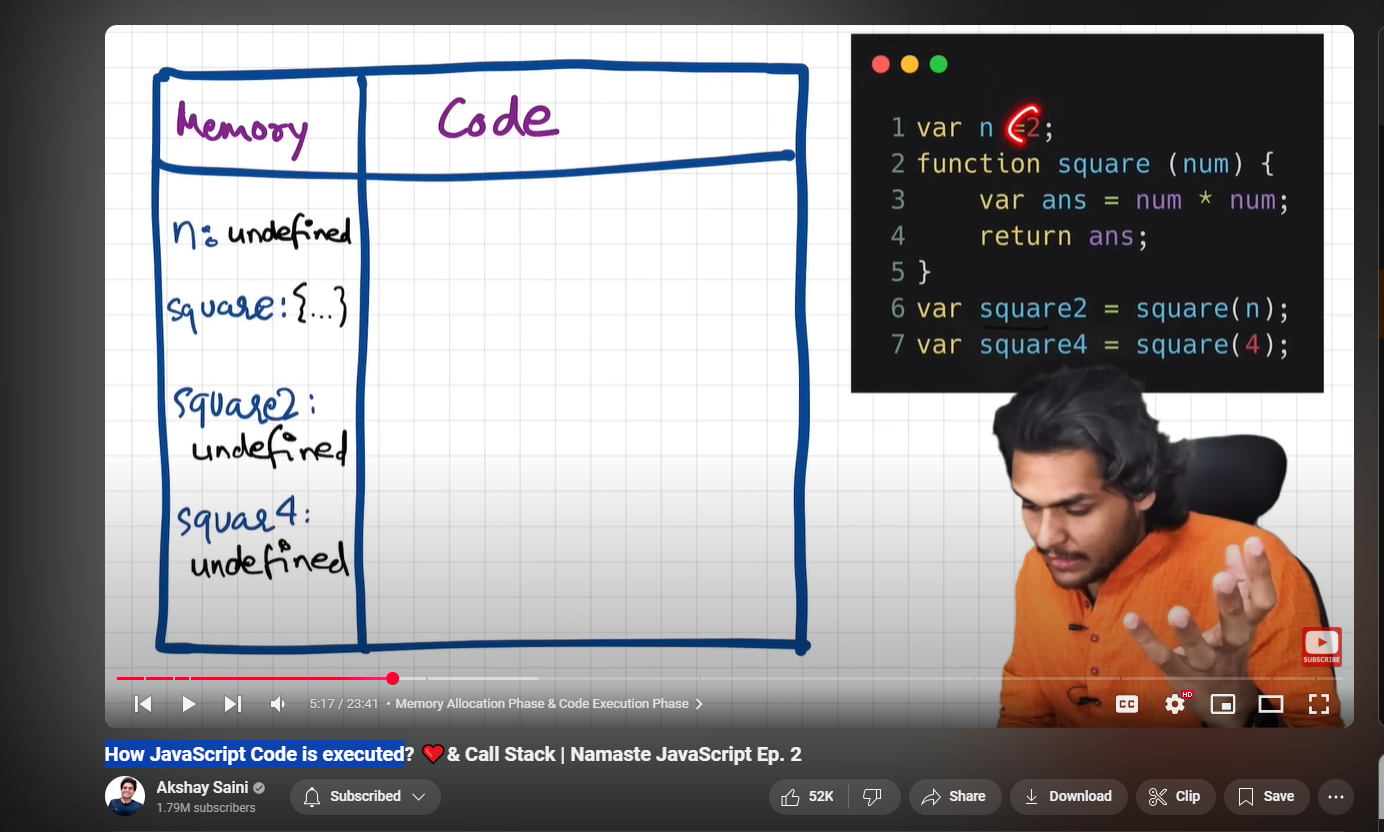 Memory
Code
n: undefined
square: {...}
square2:
undefined
squar4:
undefined
1 var n =2;
2 function square (num) {
3 var ans = num * num;
4 return ans;
5 }
6 var square2 = square(n);
7 var square4 = square(4);
SUBSCRIBE
5:17 / 23:41 • Memory Allocation Phase & Code Execution Phase
CC
HD
How JavaScript Code is executed? ❤️& Call Stack | Namaste JavaScript Ep. 2
Akshay Saini
1.79M subscribers
Subscribed
52K
Share
Download
Clip
Save